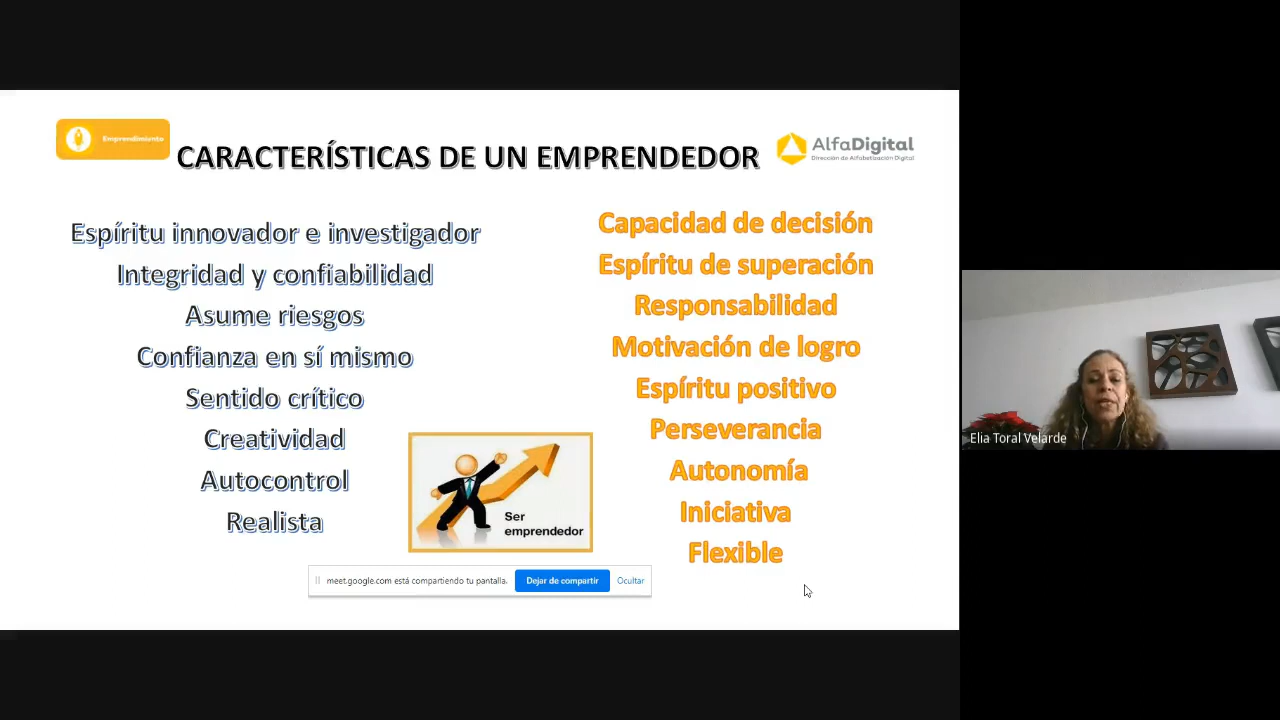 Emprendimiento
CARACTERÍSTICAS DE UN EMPRENDEDOR
AlfaDigital
Dirección de Alfabetización Digital
Espíritu innovador e investigador
Integridad y confiabilidad
Asume riesgos
Confianza en sí mismo
Sentido crítico
Creatividad
Autocontrol
Realista
Capacidad de decisión
Espíritu de superación
Responsabilidad
Motivación de logro
Espíritu positivo
Perseverancia
Autonomía
Iniciativa
Flexible
Ser
emprendedor
meet.google.com está compartiendo tu pantalla.
Dejar de compartir
Ocultar
Elia Toral Velarde